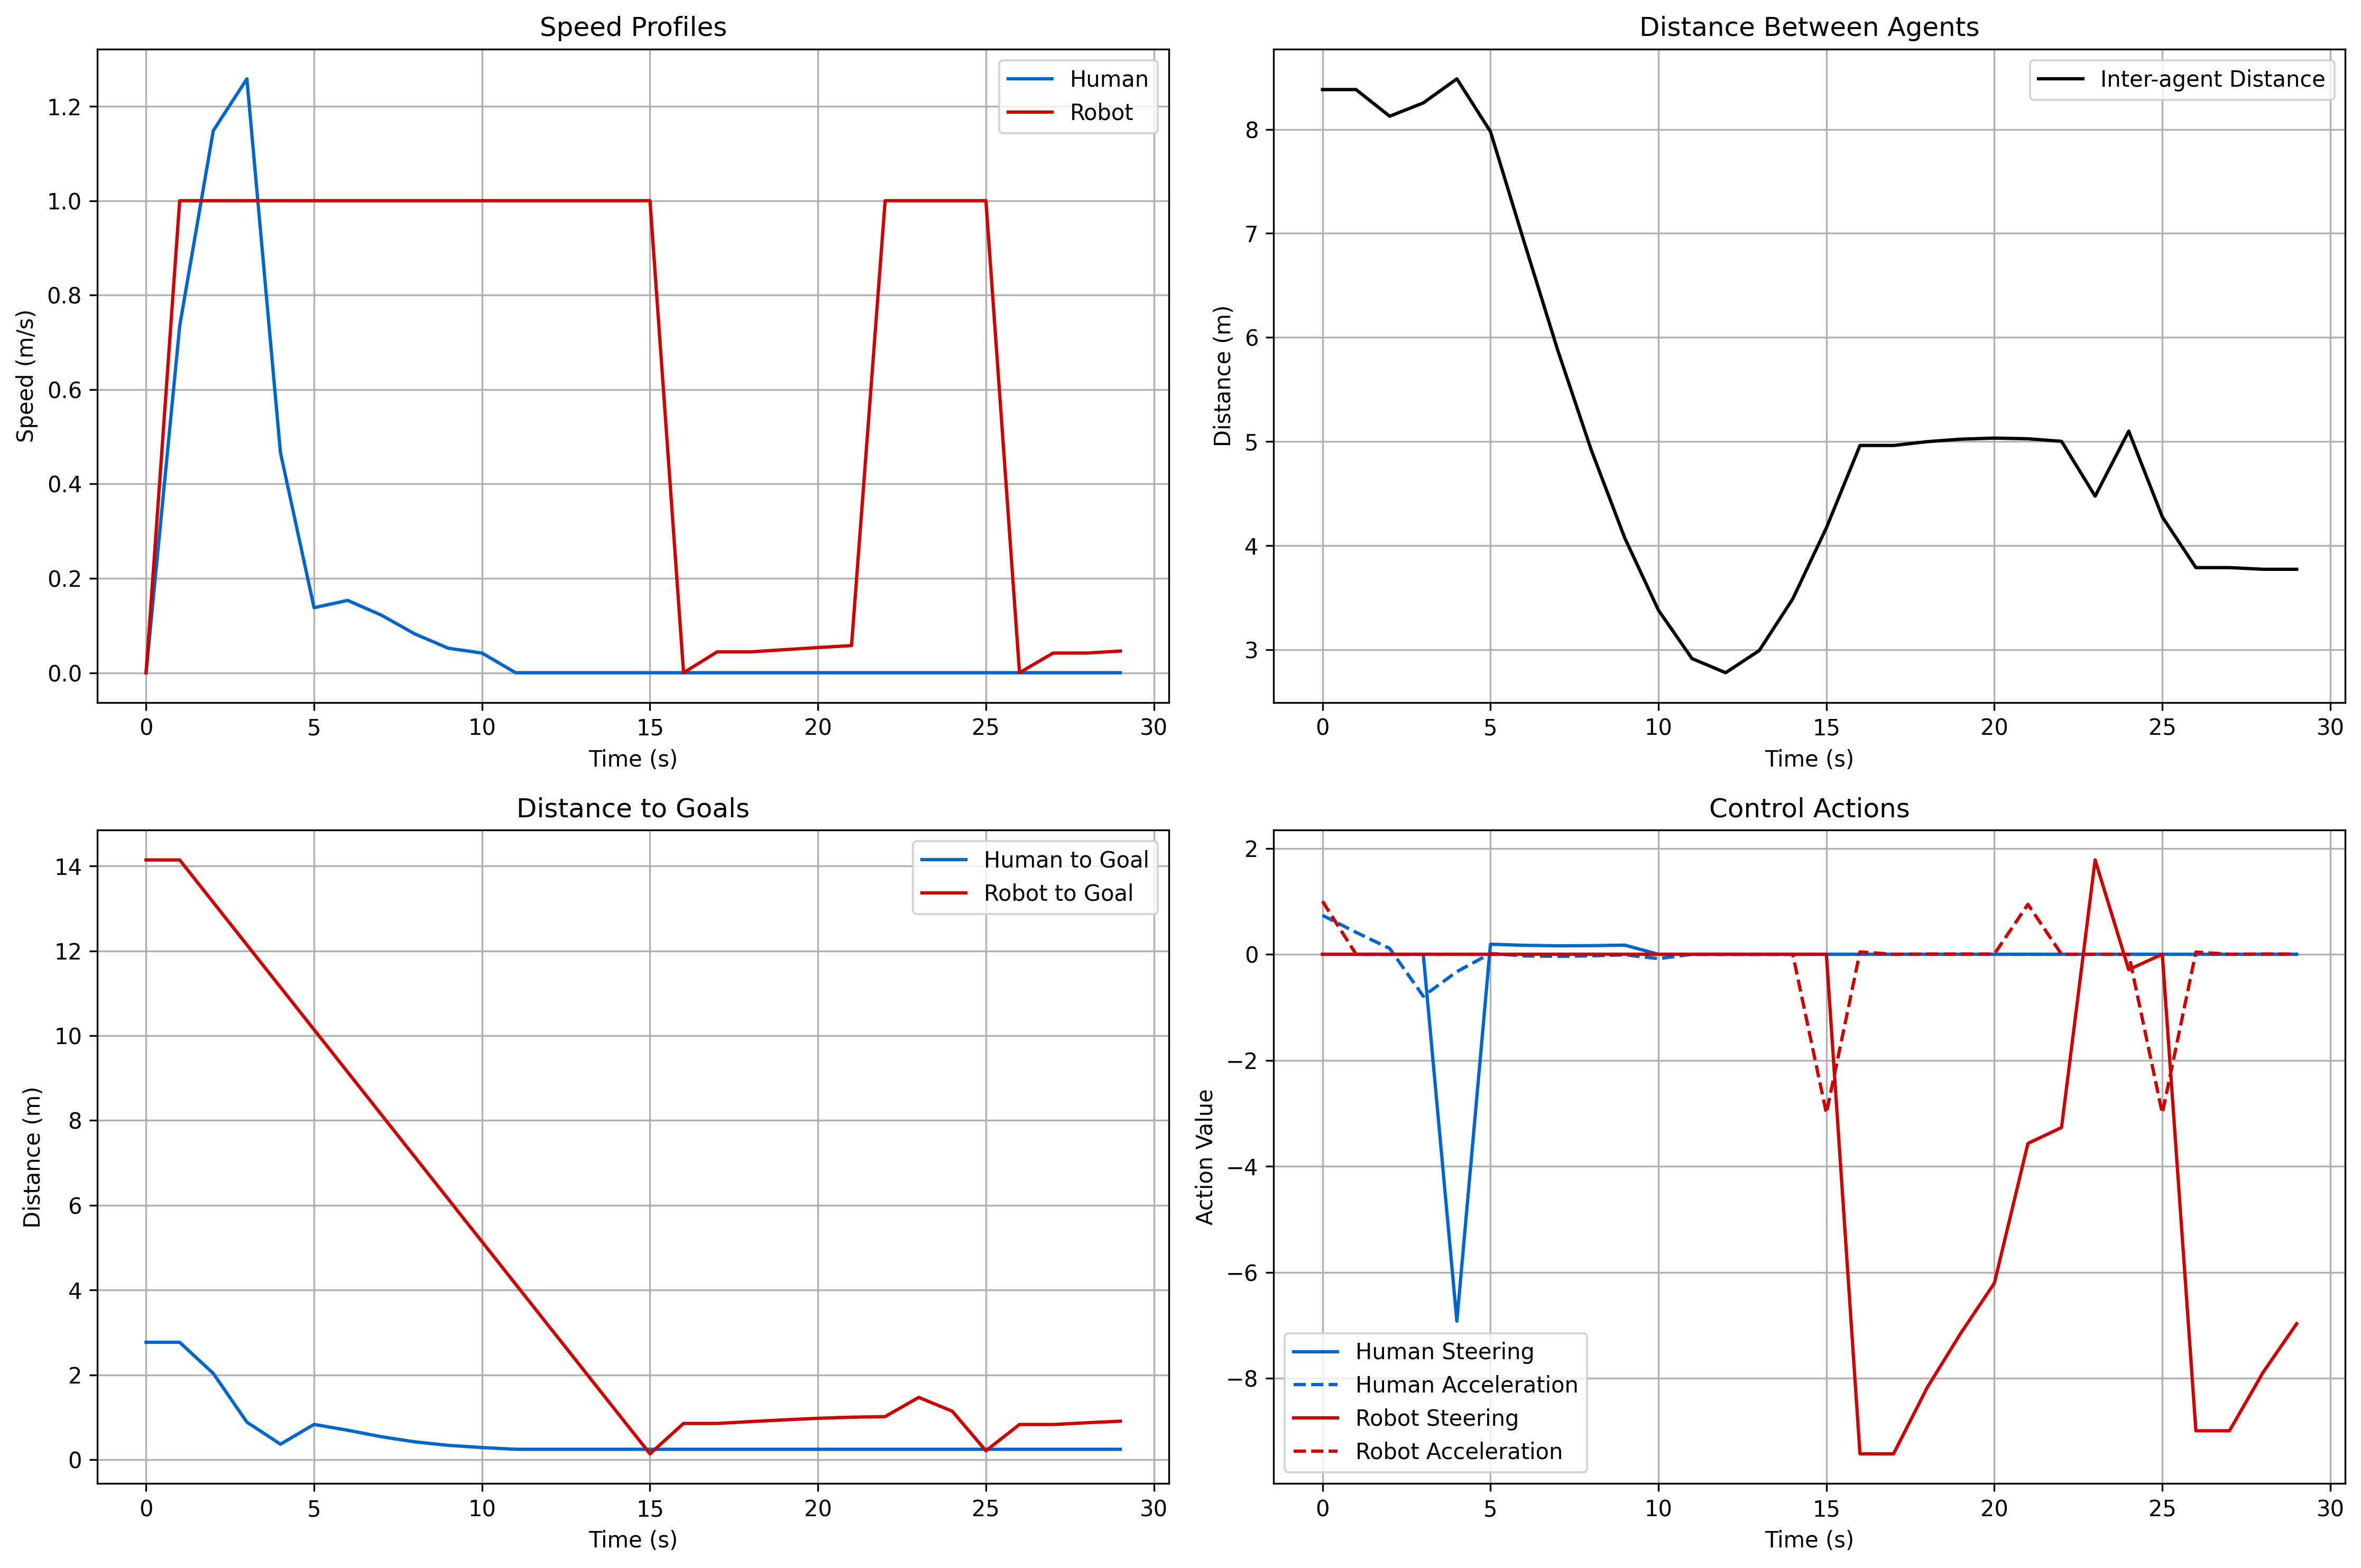 Speed Profiles
Speed (m/s)
1.2
1.0
0.8
0.6
0.4
0.2
0.0
Human
Robot
0 5 10 15 20 25 30
Time (s)
Distance Between Agents
Distance (m)
8
7
6
5
4
3
Inter-agent Distance
0 5 10 15 20 25 30
Time (s)
Distance to Goals
Distance (m)
14
12
10
8
6
4
2
0
Human to Goal
Robot to Goal
0 5 10 15 20 25 30
Time (s)
Control Actions
Action Value
2
0
−2
−4
−6
−8
Human Steering
Human Acceleration
Robot Steering
Robot Acceleration
0 5 10 15 20 25 30
Time (s)